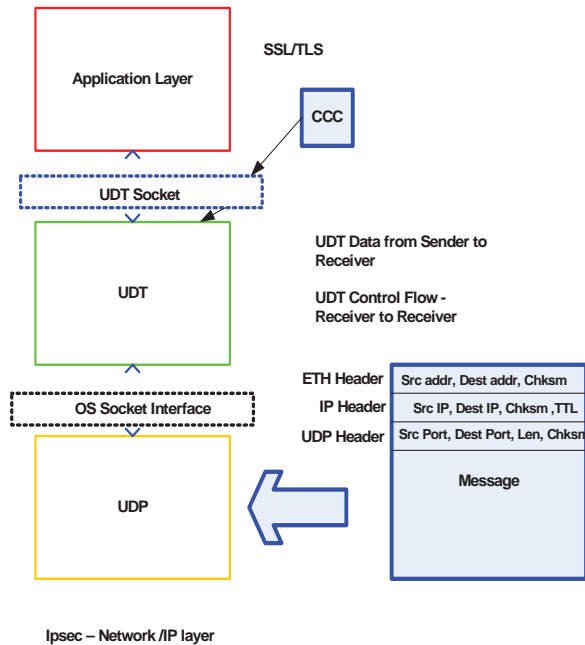 SSL/TLS
Application Layer
CCC
UDT Socket
UDT Data from Sender to
Receiver
UDT
UDT Control Flow -
Receiver to Receiver
ETH Header
Src addr, Dest addr, Chksm
OS Socket Interface
IP Header
Src IP, Dest IP, Chksm ,TTL
UDP Header
Src Port, Dest Port, Len, Chksm
Message
UDP
Ipsec – Network /IP layer